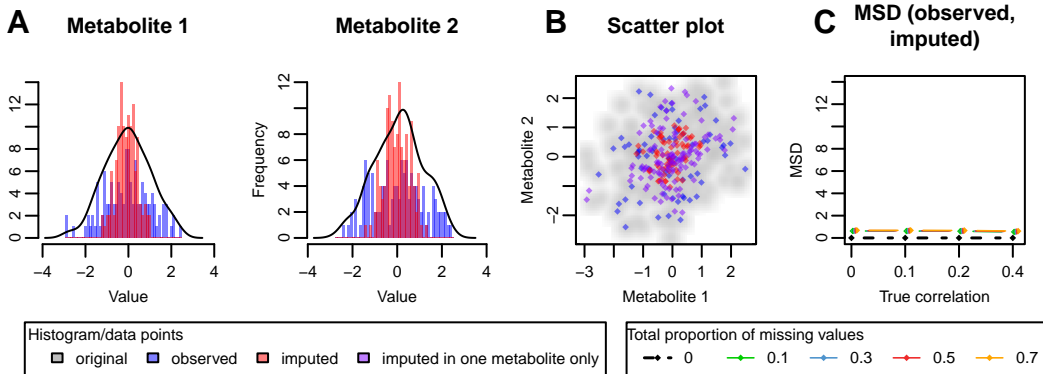 A
Metabolite 1
Metabolite 2
B
Scatter plot
C
MSD (observed,
imputed)
0 2 4 6 8 12
−4 −2 0 2 4
Value
Frequency
0 2 4 6 8 10 12
−4 −2 0 2 4
Value
Metabolite 2
−2 0 1 2
−3 −1 0 1 2
Metabolite 1
MSD
0 2 4 6 8 12
0 0.1 0.2 0.4
True correlation
Histogram/data points
original observed imputed imputed in one metabolite only
Total proportion of missing values
0 0.1 0.3 0.5 0.7